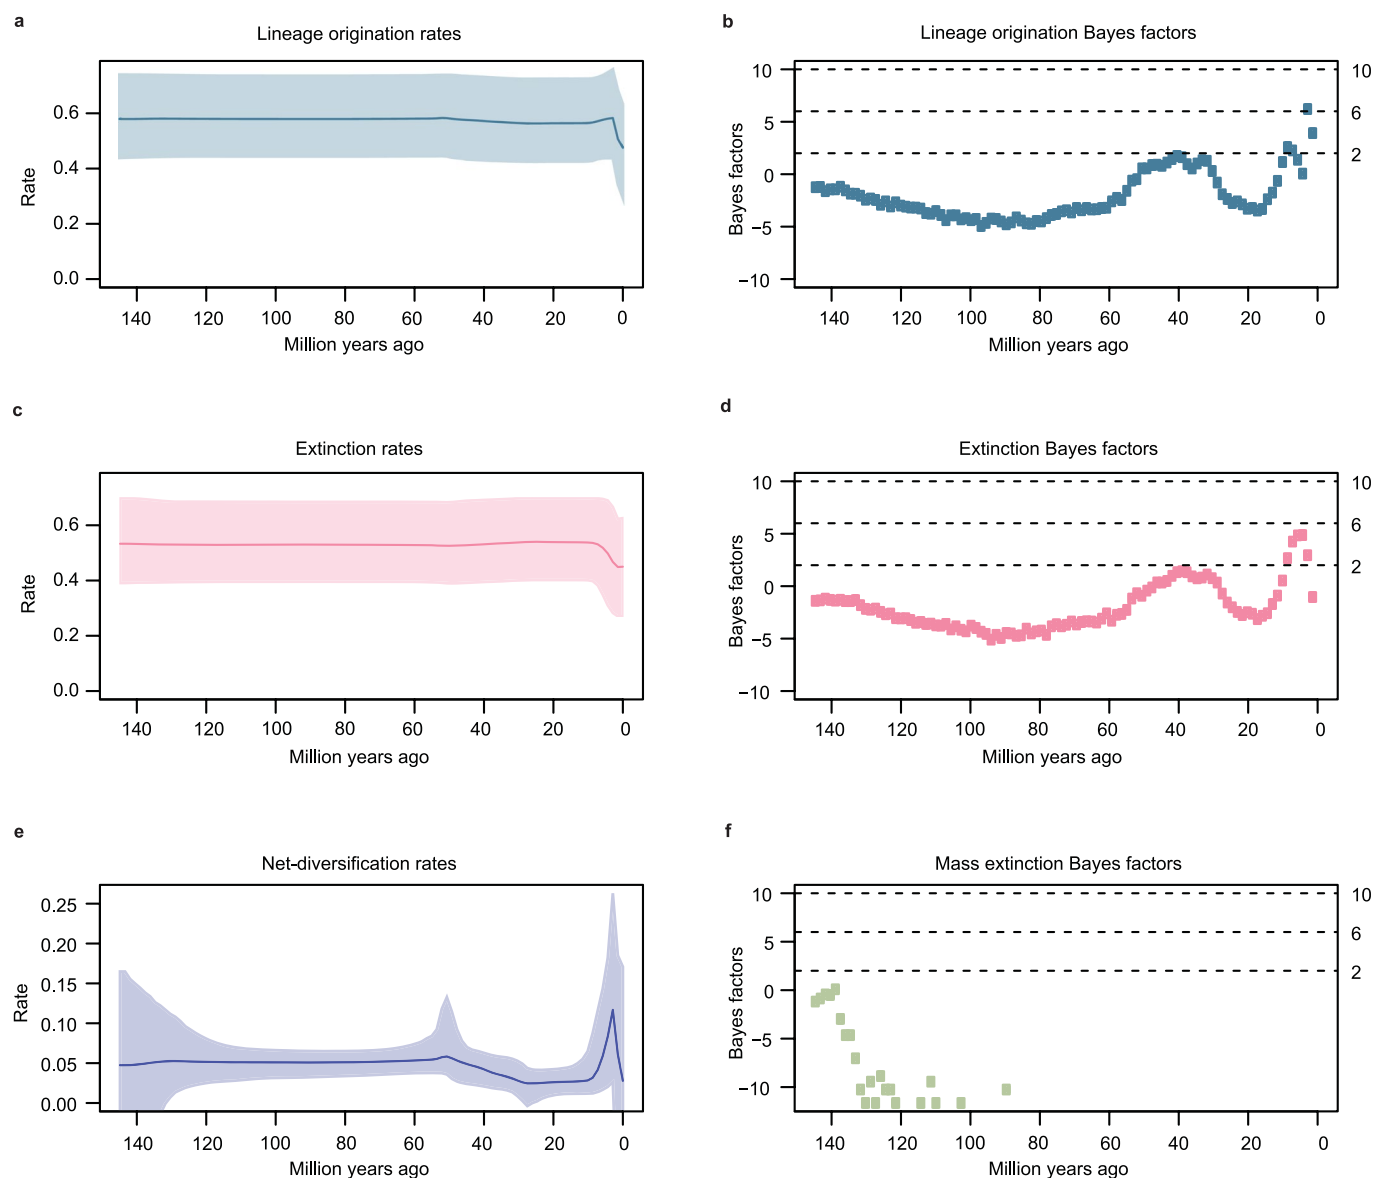 a
Lineage origination rates
Rate
0.6
0.4
0.2
0.0
140 120 100 80 60 40 20 0
Million years ago
b
Lineage origination Bayes factors
Bayes factors
10
5
0
−5
−10
10
6
2
140 120 100 80 60 40 20 0
Million years ago
c
Extinction rates
Rate
0.6
0.4
0.2
0.0
140 120 100 80 60 40 20 0
Million years ago
d
Extinction Bayes factors
Bayes factors
10
5
0
−5
−10
10
6
2
140 120 100 80 60 40 20 0
Million years ago
e
Net-diversification rates
Rate
0.25
0.20
0.15
0.10
0.05
0.00
140 120 100 80 60 40 20 0
Million years ago
f
Mass extinction Bayes factors
Bayes factors
10
5
0
−5
−10
10
6
2
140 120 100 80 60 40 20 0
Million years ago